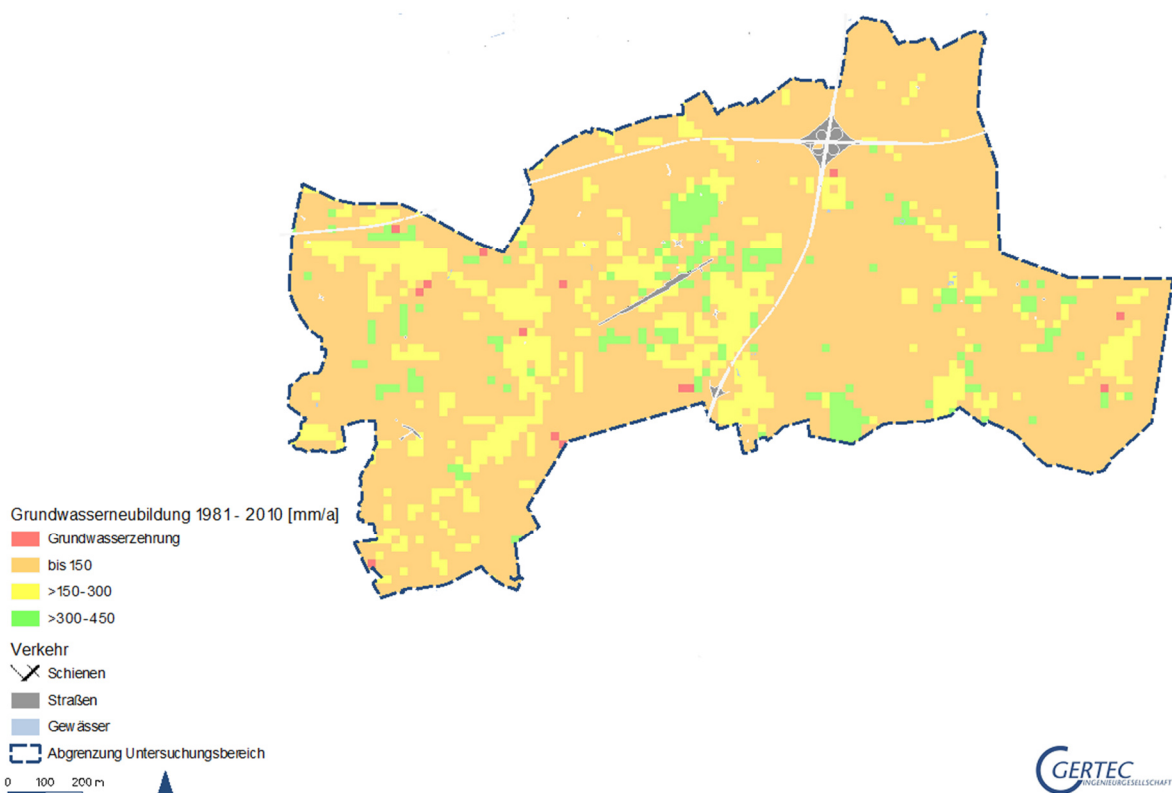 Grundwasserneubildung 1981 - 2010 [mm/a]
Grundwasserzehrung
bis 150
>150-300
>300-450
Verkehr
Schienen
Straßen
Gewässer
Abgrenzung Untersuchungsbereich
0 100 200 m
GERTEC
INGENIEURGESELLSCHAFT